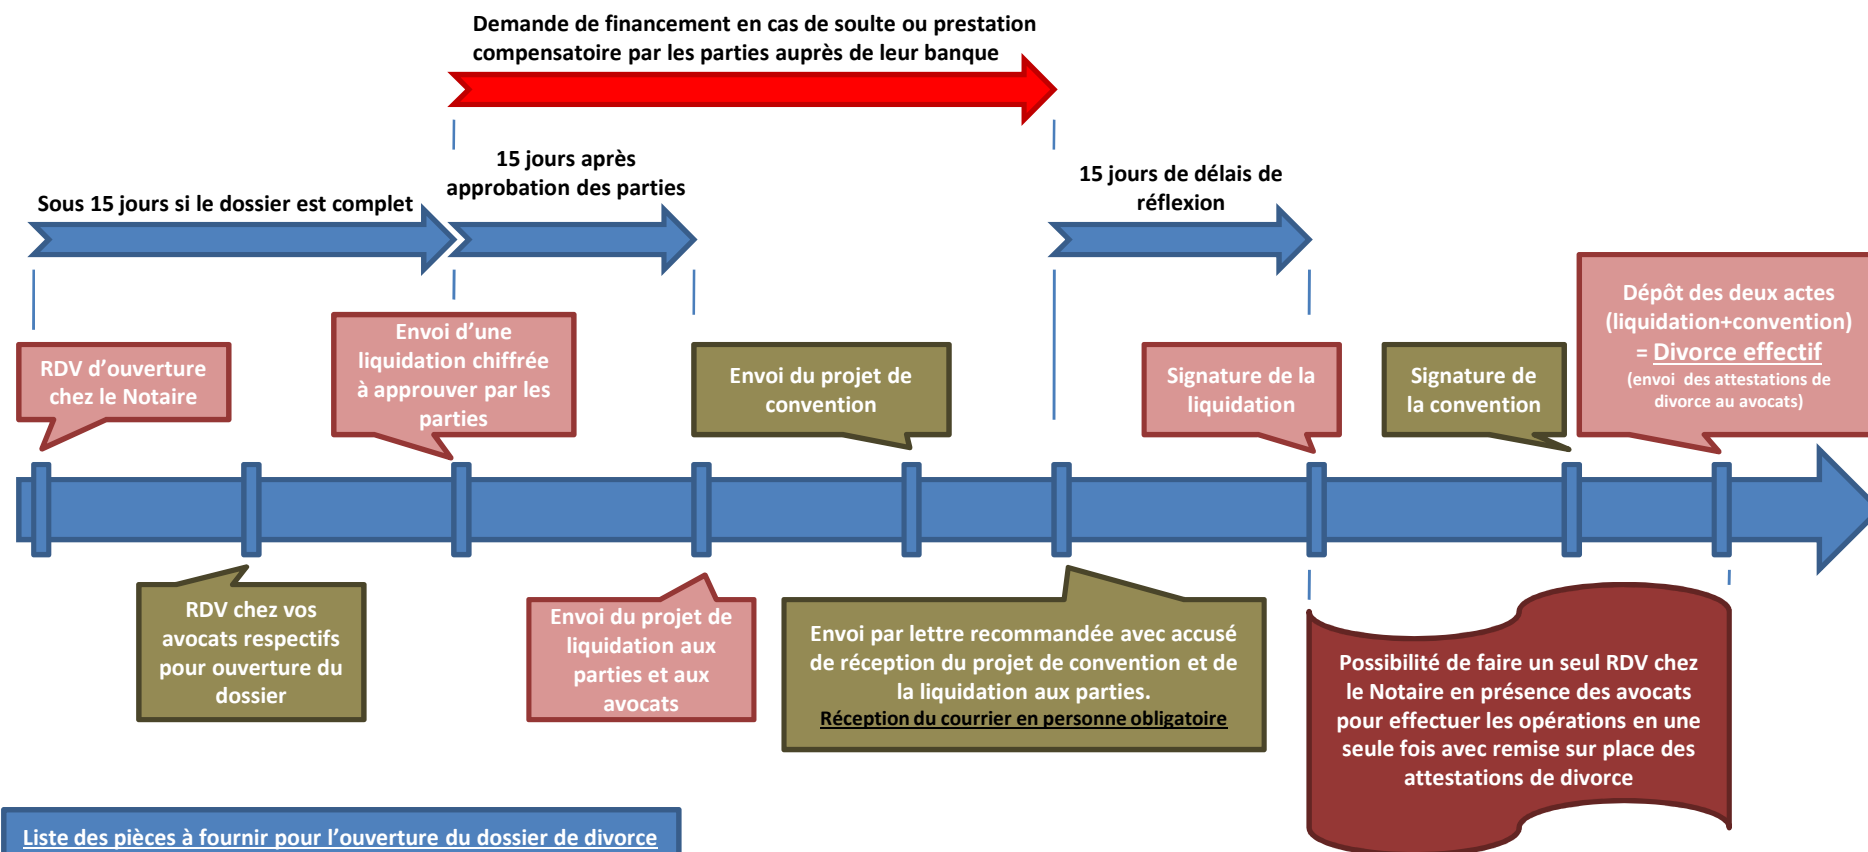 Demande de financement en cas de soulte ou prestation
compensatoire par les parties auprès de leur banque
15 jours après
approbation des parties
15 jours de délais de
réflexion
Sous 15 jours si le dossier est complet
RDV d’ouverture
chez le Notaire
Envoi d’une
liquidation chiffrée
à approuver par les
parties
Envoi du projet de
convention
Signature de la
liquidation
Signature de
la convention
Dépôt des deux actes
(liquidation+convention)
= Divorce effectif
(envoi des attestations de
divorce au avocats)
RDV chez vos
avocats respectifs
pour ouverture du
dossier
Envoi du projet de
liquidation aux
parties et aux
avocats
Envoi par lettre recommandée avec accusé
de réception du projet de convention et de
la liquidation aux parties.
Réception du courrier en personne obligatoire
Possibilité de faire un seul RDV chez
le Notaire en présence des avocats
pour effectuer les opérations en une
seule fois avec remise sur place des
attestations de divorce
Liste des pièces à fournir pour l’ouverture du dossier de divorce